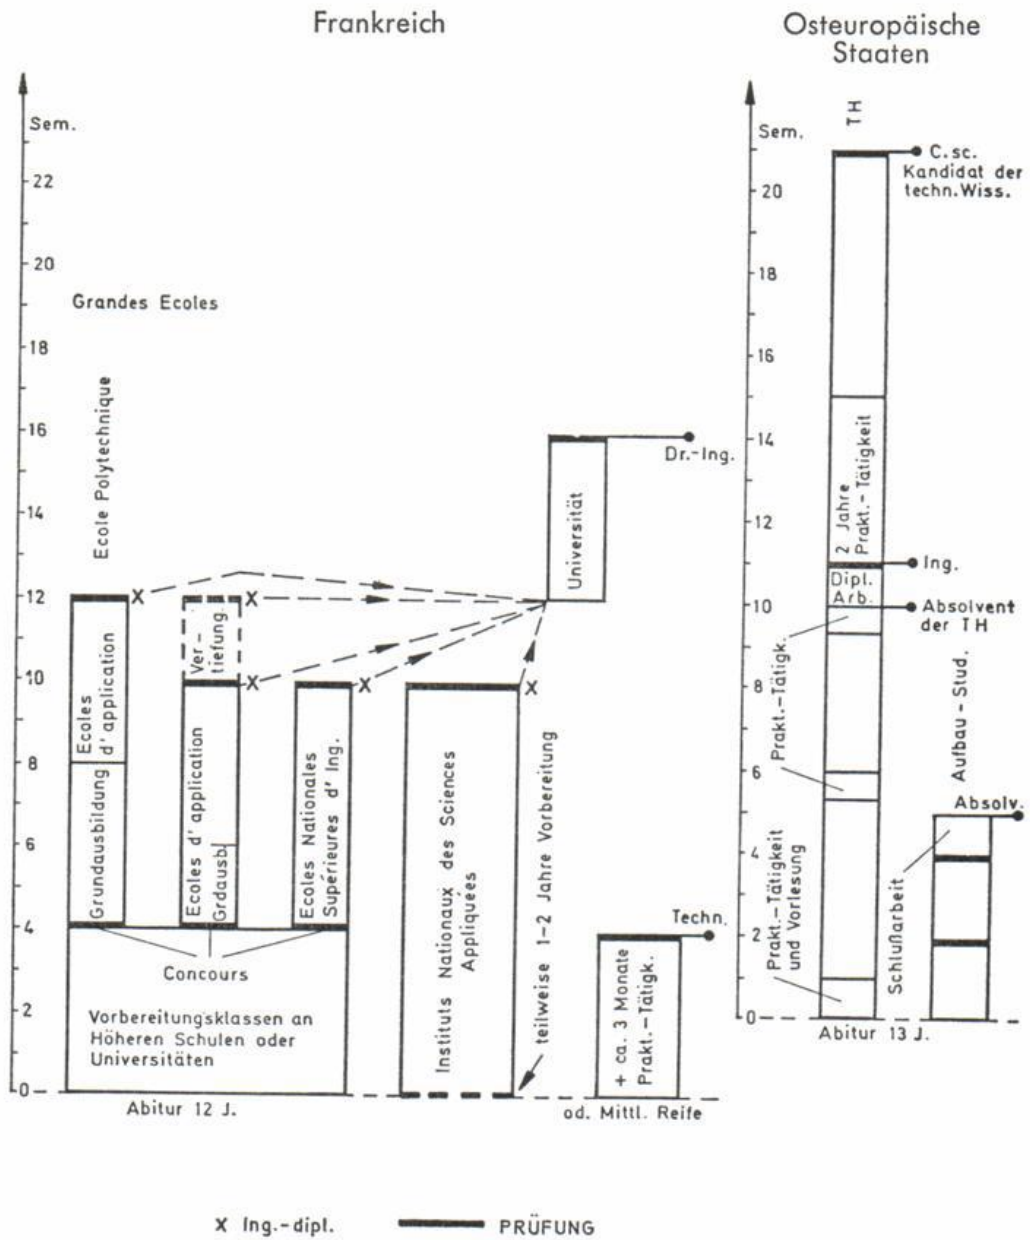 Frankreich
Osteuropäische
Staaten
Sem.
22
20
18
16
14
12
10
8
6
4
2
0
Grandes Ecoles
Ecole Polytechnique
Ecoles
d' application
Grundausbildung
Ver-
tiefung
Ecoles d' application
Grdausb.
Ecoles Nationales
Supérieures d' Ing.
Concours
Vorbereitungsklassen an
Höheren Schulen oder
Universitäten
Abitur 12 J.
Instituts Nationaux des Sciences
Appliquées
teilweise 1-2 Jahre Vorbereitung
Universität
Dr.-Ing.
Techn.
+ ca. 3 Monate
Prakt.-Tätigk.
od. Mittl. Reife
X
X
X
X
X
Sem.
20
18
16
14
12
10
8
6
4
2
0
TH
C.sc.
Kandidat der
techn.Wiss.
2 Jahre
Prakt.-Tätigkeit
Ing.
Dipl.
Arb.
Absolvent
der TH
Prakt.-Tätigk.
Prakt.-Tätigkeit
und Vorlesung
Abitur 13 J.
Aufbau-Stud.
Absolv.
Schlußarbeit
X Ing.-dipl.
PRÜFUNG